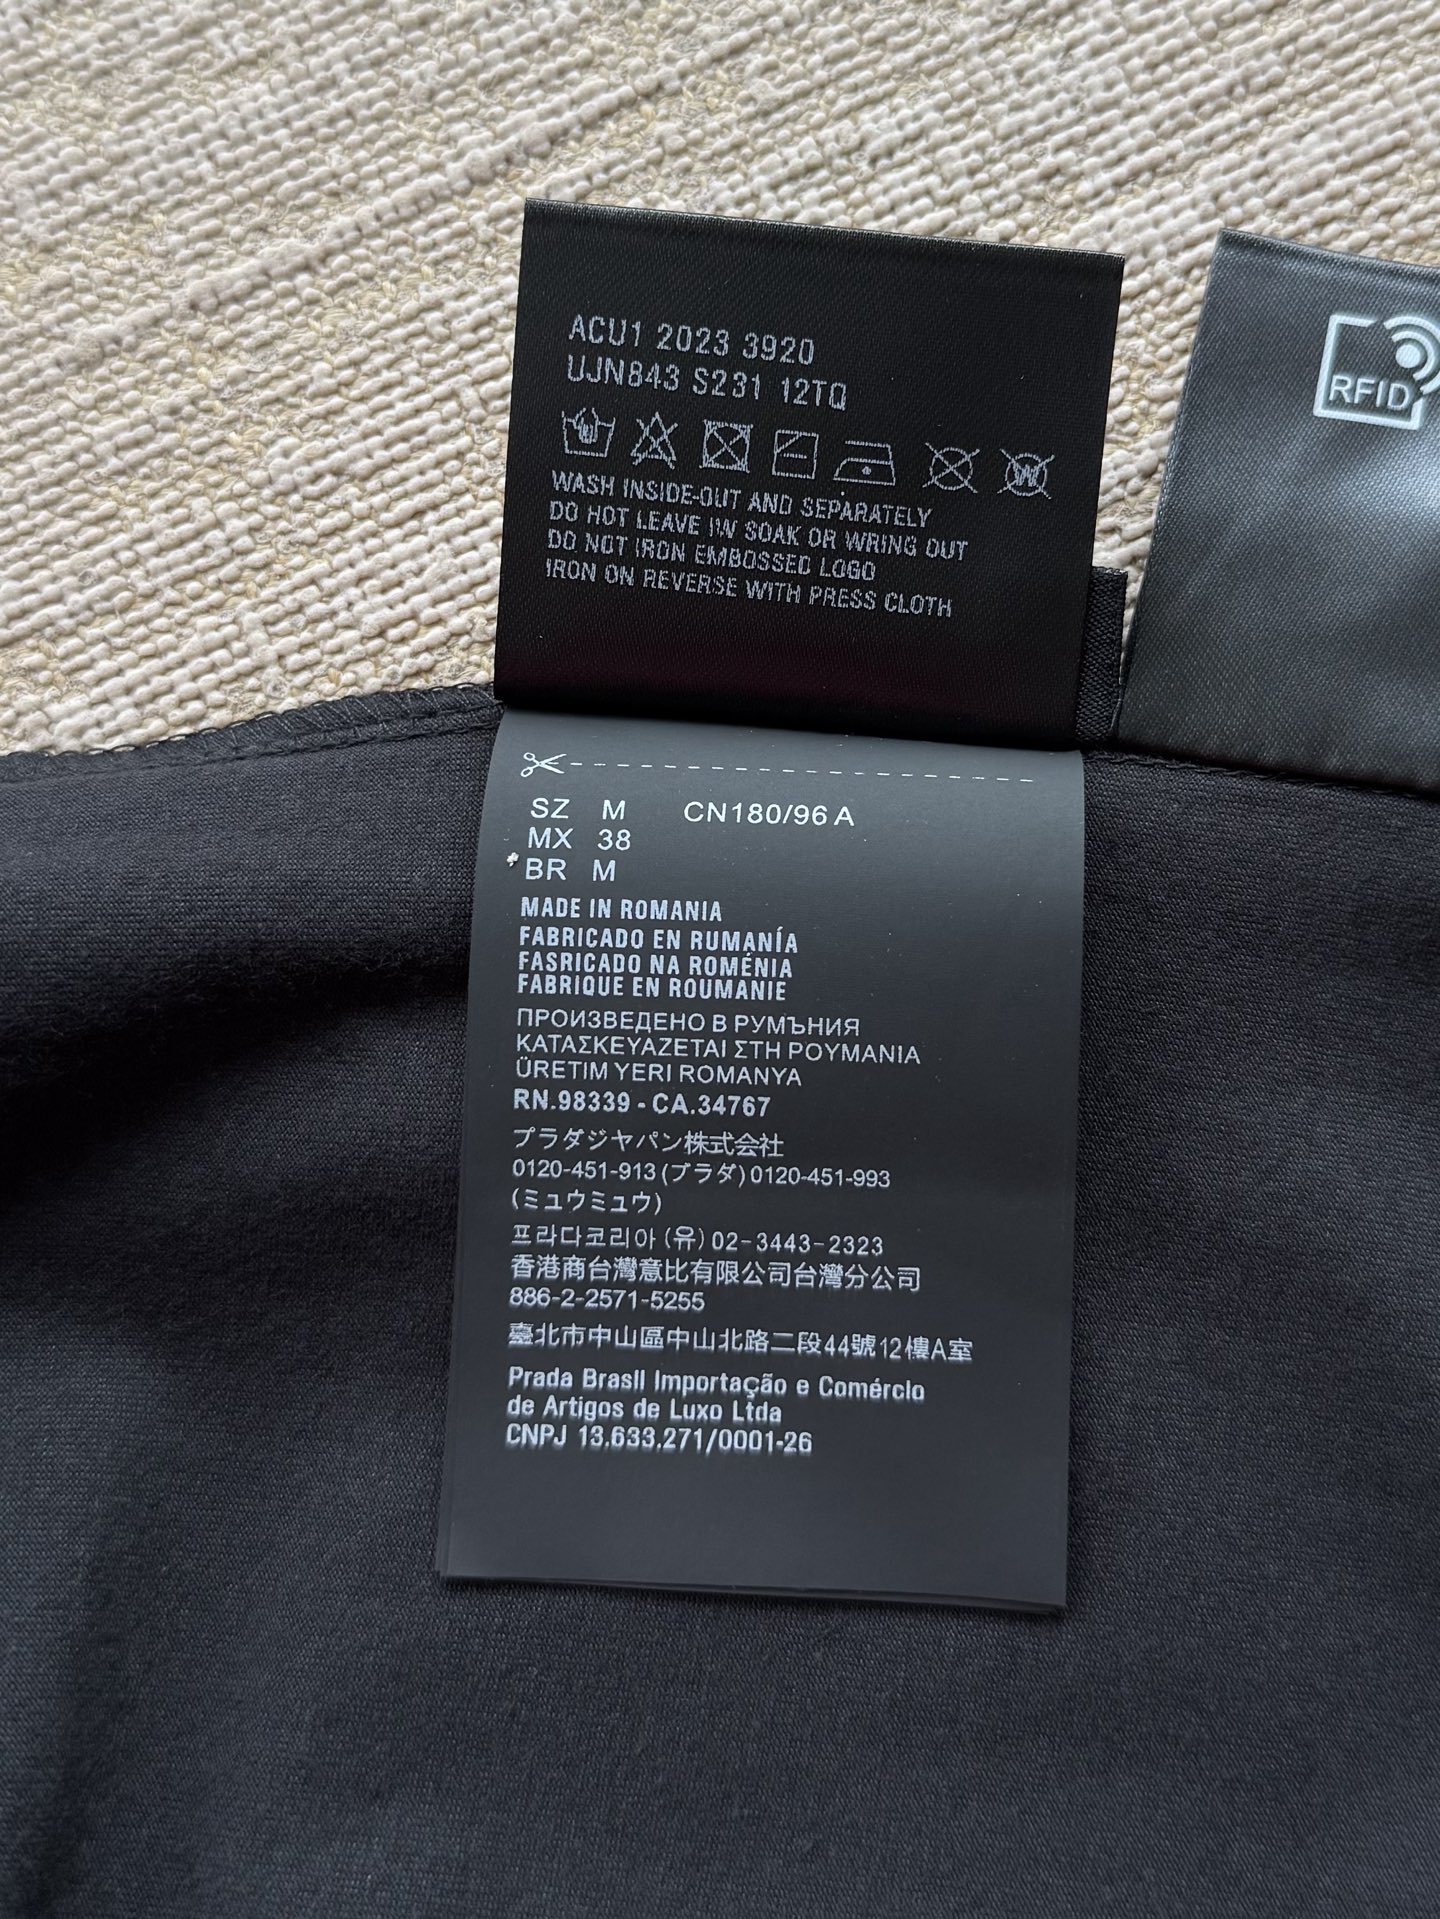 ACU1 2023 3920
UJN843 S231 12TQ
W
WASH INSIDE-OUT AND SEPARATELY
DO HOT LEAVE IW SOAK OR WRING OUT
DO NOT IRON EMBOSSED LOGO
IRON ON REVERSE WITH PRESS CLOTH
RFID
SZ M CN180/96 A
MX 38
BR M
MADE IN ROMANIA
FABRICADO EN RUMANÍA
FASRICADO NA ROMÉNIA
FABRIQUE EN ROUMANIE
ПРОИЗВЕДЕНО В РУМЪНИЯ
ΚΑΤΑΣΚΕΥΑΖΕΤΑΙ ΣΤΗ ΡΟΥΜΑΝΙΑ
ÜRETIM YERI ROMANYA
RN.98339 - CA.34767
プラダジヤパン株式会社
0120-451-913 (プラダ) 0120-451-993
(ミュウミュウ)
프라다코리아 (유) 02-3443-2323
香港商台灣意比有限公司台灣分公司
886-2-2571-5255
臺北市中山區中山北路二段44號12樓A室
Prada Brasil Importação e Comércio
de Artigos de Luxo Ltda
CNPJ 13.633.271/0001-26